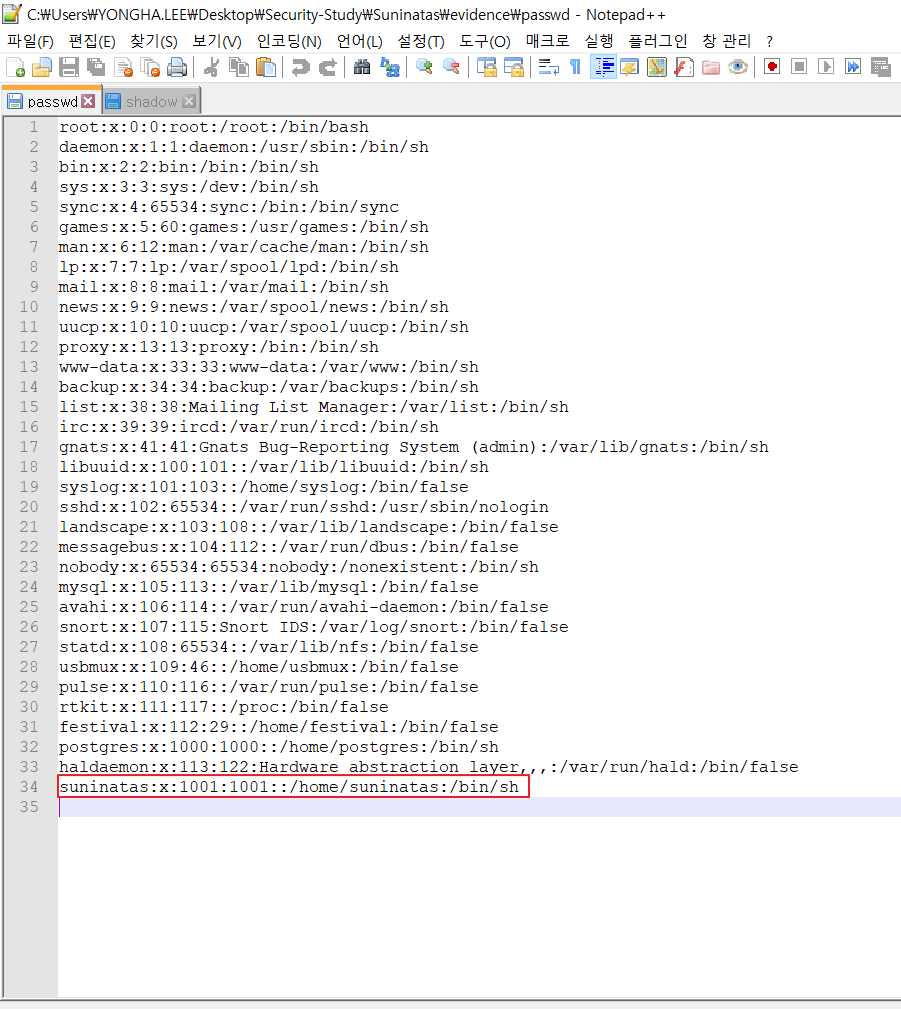 C:₩Users₩YONGHA.LEE₩Desktop₩Security-Study₩Suninatas₩evidence₩passwd - Notepad++
파일(F) 편집(E) 찾기(S) 보기(V) 인코딩(N) 언어(L) 설정(T) 도구(O) 매크로 실행 플러그인 창 관리 ?
passwd shadow
1 root:x:0:0:root:/root:/bin/bash
2 daemon:x:1:1:daemon:/usr/sbin:/bin/sh
3 bin:x:2:2:bin:/bin:/bin/sh
4 sys:x:3:3:sys:/dev:/bin/sh
5 sync:x:4:65534:sync:/bin:/bin/sync
6 games:x:5:60:games:/usr/games:/bin/sh
7 man:x:6:12:man:/var/cache/man:/bin/sh
8 lp:x:7:7:lp:/var/spool/lpd:/bin/sh
9 mail:x:8:8:mail:/var/mail:/bin/sh
10 news:x:9:9:news:/var/spool/news:/bin/sh
11 uucp:x:10:10:uucp:/var/spool/uucp:/bin/sh
12 proxy:x:13:13:proxy:/bin:/bin/sh
13 www-data:x:33:33:www-data:/var/www:/bin/sh
14 backup:x:34:34:backup:/var/backups:/bin/sh
15 list:x:38:38:Mailing List Manager:/var/list:/bin/sh
16 irc:x:39:39:ircd:/var/run/ircd:/bin/sh
17 gnats:x:41:41:Gnats Bug-Reporting System (admin):/var/lib/gnats:/bin/sh
18 libuuid:x:100:101::/var/lib/libuuid:/bin/sh
19 syslog:x:101:103::/home/syslog:/bin/false
20 sshd:x:102:65534::/var/run/sshd:/usr/sbin/nologin
21 landscape:x:103:108::/var/lib/landscape:/bin/false
22 messagebus:x:104:112::/var/run/dbus:/bin/false
23 nobody:x:65534:65534:nobody:/nonexistent:/bin/sh
24 mysql:x:105:113::/var/lib/mysql:/bin/false
25 avahi:x:106:114::/var/run/avahi-daemon:/bin/false
26 snort:x:107:115:Snort IDS:/var/log/snort:/bin/false
27 statd:x:108:65534::/var/lib/nfs:/bin/false
28 usbmux:x:109:46::/home/usbmux:/bin/false
29 pulse:x:110:116::/var/run/pulse:/bin/false
30 rtkit:x:111:117::/proc:/bin/false
31 festival:x:112:29::/home/festival:/bin/false
32 postgres:x:1000:1000::/home/postgres:/bin/sh
33 haldaemon:x:113:122:Hardware abstraction layer,,,:/var/run/hald:/bin/false
34 suninatas:x:1001:1001::/home/suninatas:/bin/sh
35